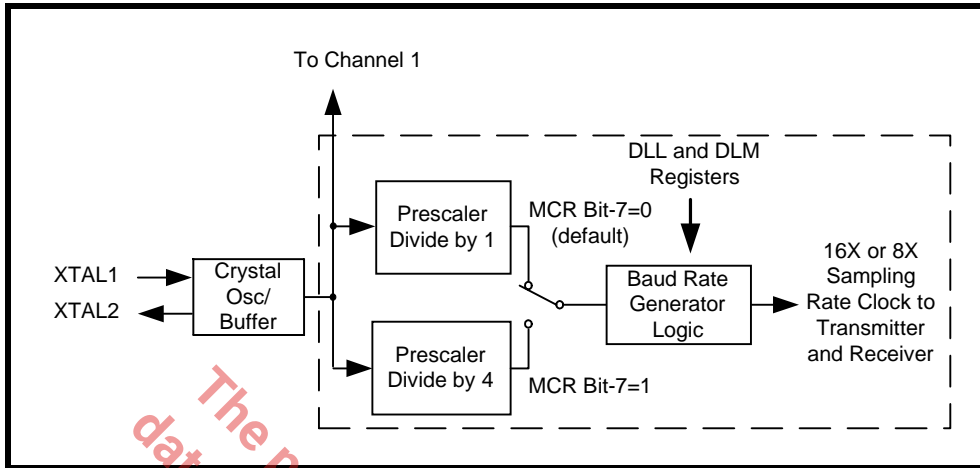 To Channel 1
DLL and DLM
Registers
Prescaler
Divide by 1
MCR Bit-7=0
(default)
XTAL1
XTAL2
Crystal
Osc/
Buffer
Baud Rate
Generator
Logic
16X or 8X
Sampling
Rate Clock to
Transmitter
and Receiver
Prescaler
Divide by 4
MCR Bit-7=1
The